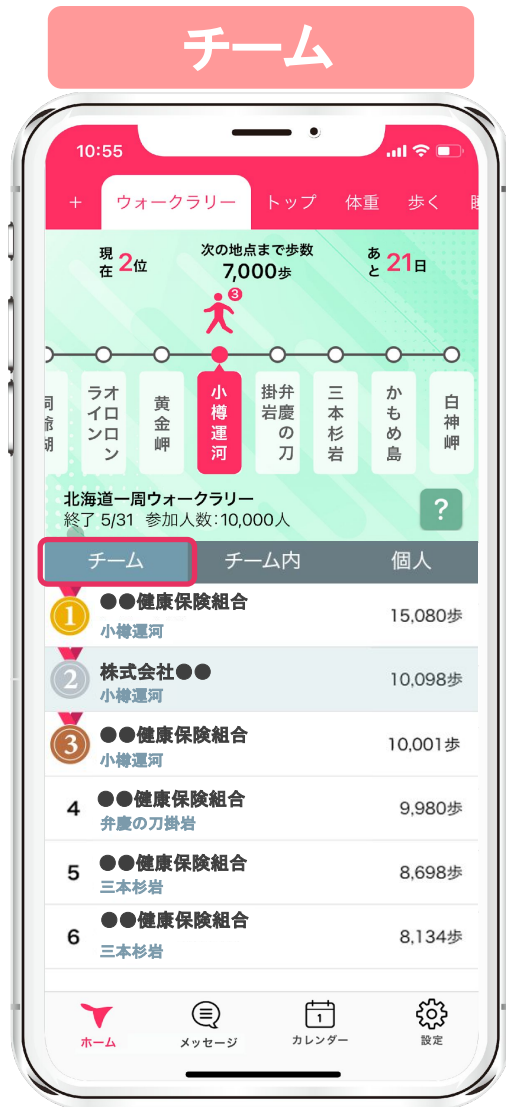 チーム
10:55
+ ウォークラリー トップ 体重 歩く
現在 2位
次の地点まで歩数
7,000歩
あと 21日
3
洞爺湖
オロロンライン
黄金岬
小樽運河
弁慶の刀掛岩
三本杉岩
かもめ島
白神岬
北海道一周ウォークラリー
終了 5/31 参加人数:10,000人
?
チーム チーム内 個人
1 ●●健康保険組合 15,080歩
小樽運河
2 株式会社●● 10,098歩
小樽運河
3 ●●健康保険組合 10,001歩
小樽運河
4 ●●健康保険組合 9,980歩
弁慶の刀掛岩
5 ●●健康保険組合 8,698歩
三本杉岩
6 ●●健康保険組合 8,134歩
三本杉岩
1
ホーム メッセージ カレンダー 設定